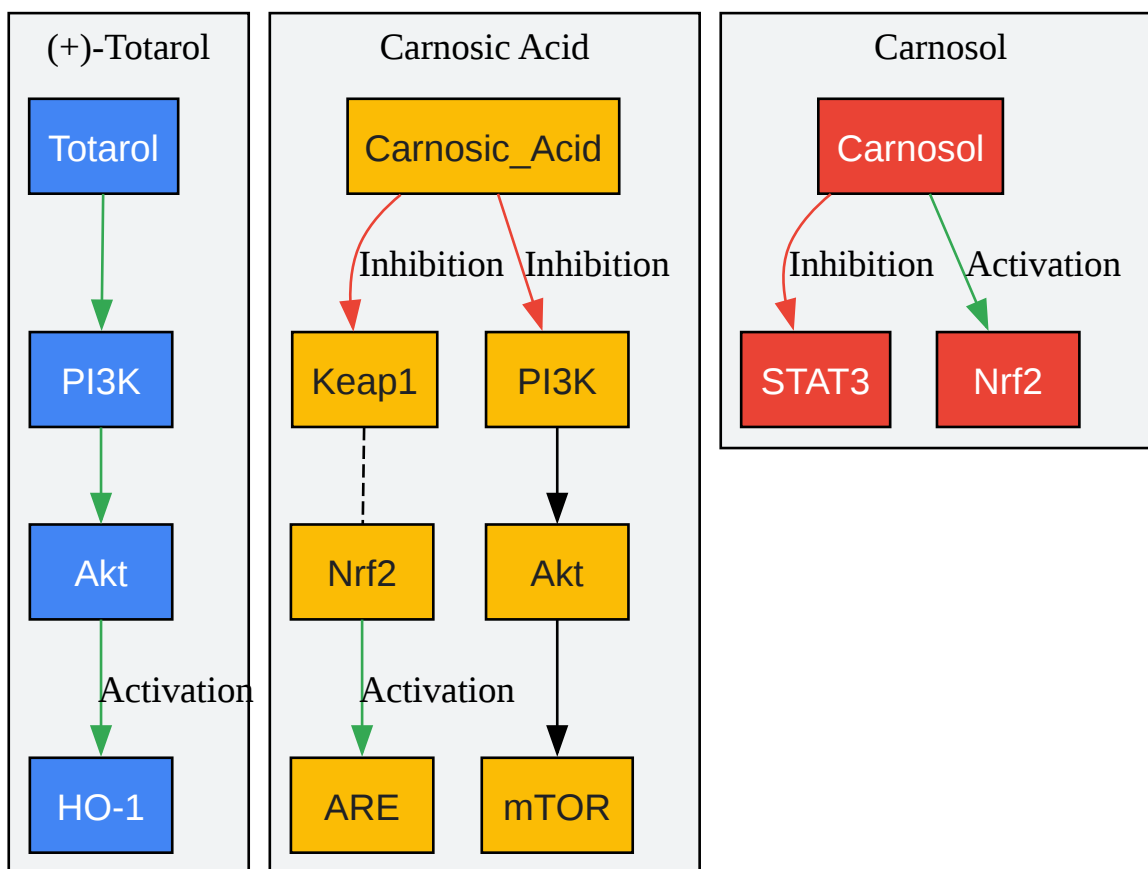 (+)-Totarol
Totarol
PI3K
Akt
Activation
HO-1
Carnosic Acid
Carnosic_Acid
Inhibition
Inhibition
Keap1
PI3K
Nrf2
Akt
Activation
ARE
mTOR
Carnosol
Carnosol
Inhibition
Activation
STAT3
Nrf2